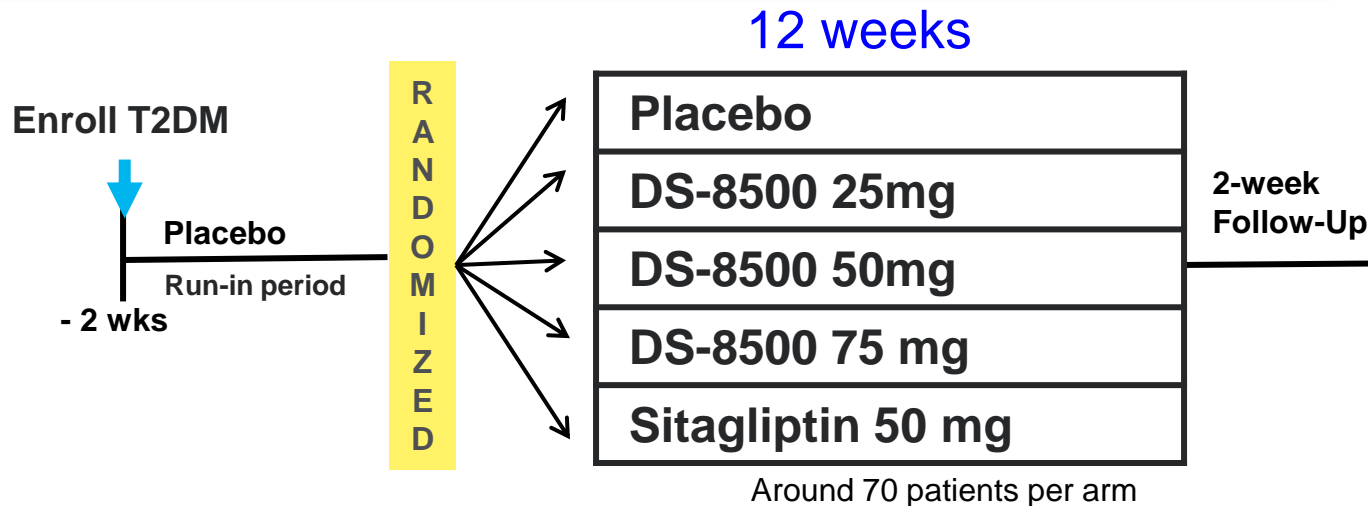 12 weeks
Enroll T2DM
Placebo
Run-in period
- 2 wks
RANDOMIZED
Placebo
DS-8500 25mg
DS-8500 50mg
DS-8500 75 mg
Sitagliptin 50 mg
2-week
Follow-Up
Around 70 patients per arm